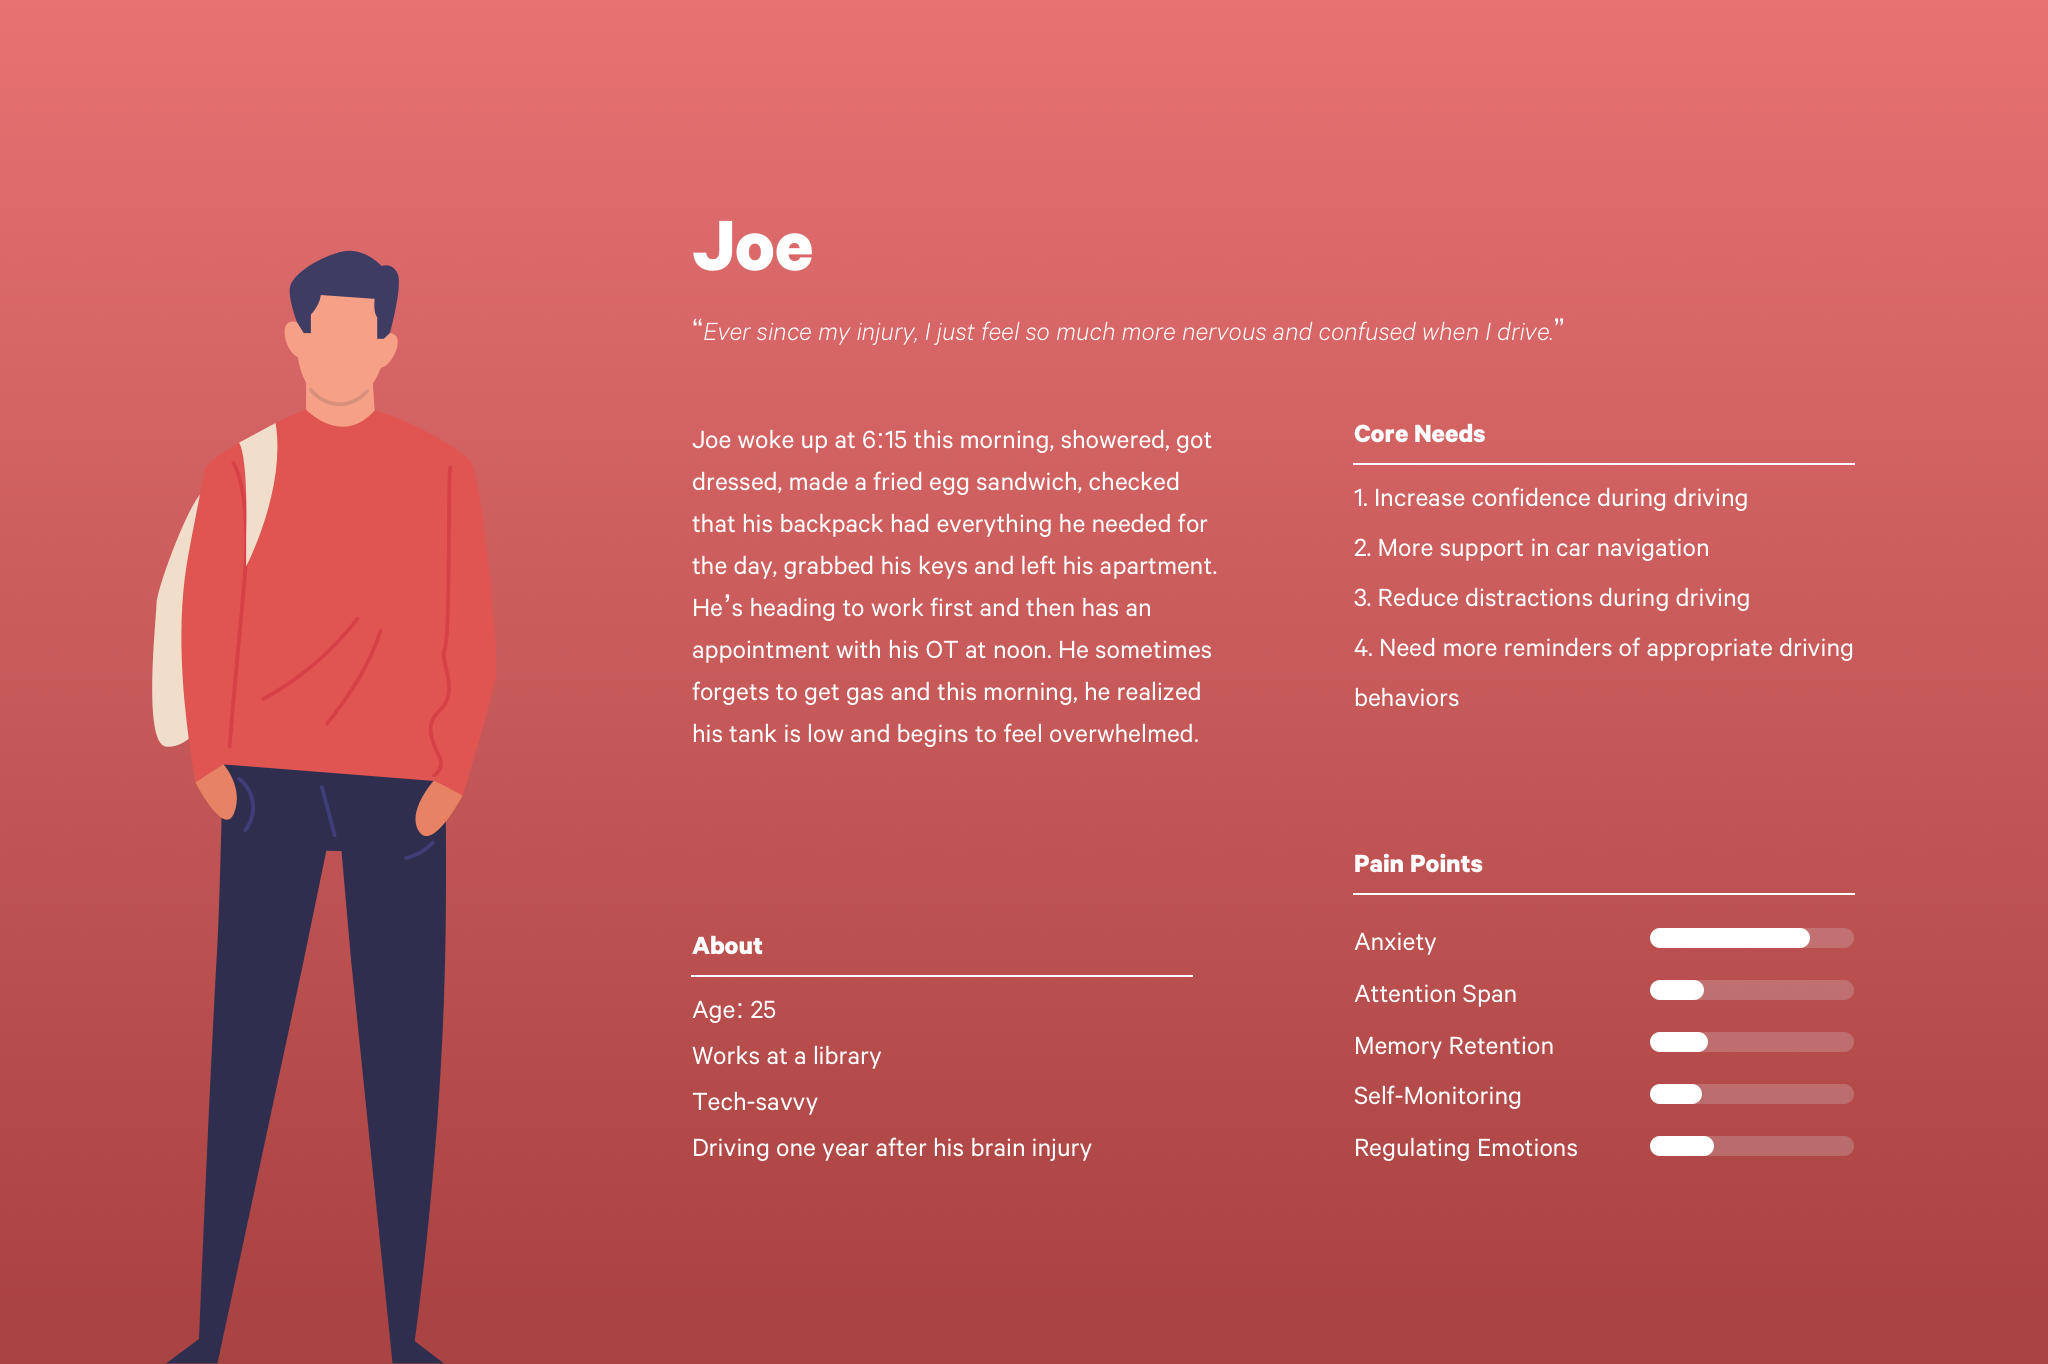 Joe
“Ever since my injury, I just feel so much more nervous and confused when I drive.”
Joe woke up at 6:15 this morning, showered, got
dressed, made a fried egg sandwich, checked
that his backpack had everything he needed for
the day, grabbed his keys and left his apartment.
He’s heading to work first and then has an
appointment with his OT at noon. He sometimes
forgets to get gas and this morning, he realized
his tank is low and begins to feel overwhelmed.
About
Age: 25
Works at a library
Tech-savvy
Driving one year after his brain injury
Core Needs
1. Increase confidence during driving
2. More support in car navigation
3. Reduce distractions during driving
4. Need more reminders of appropriate driving
behaviors
Pain Points
Anxiety
Attention Span
Memory Retention
Self-Monitoring
Regulating Emotions